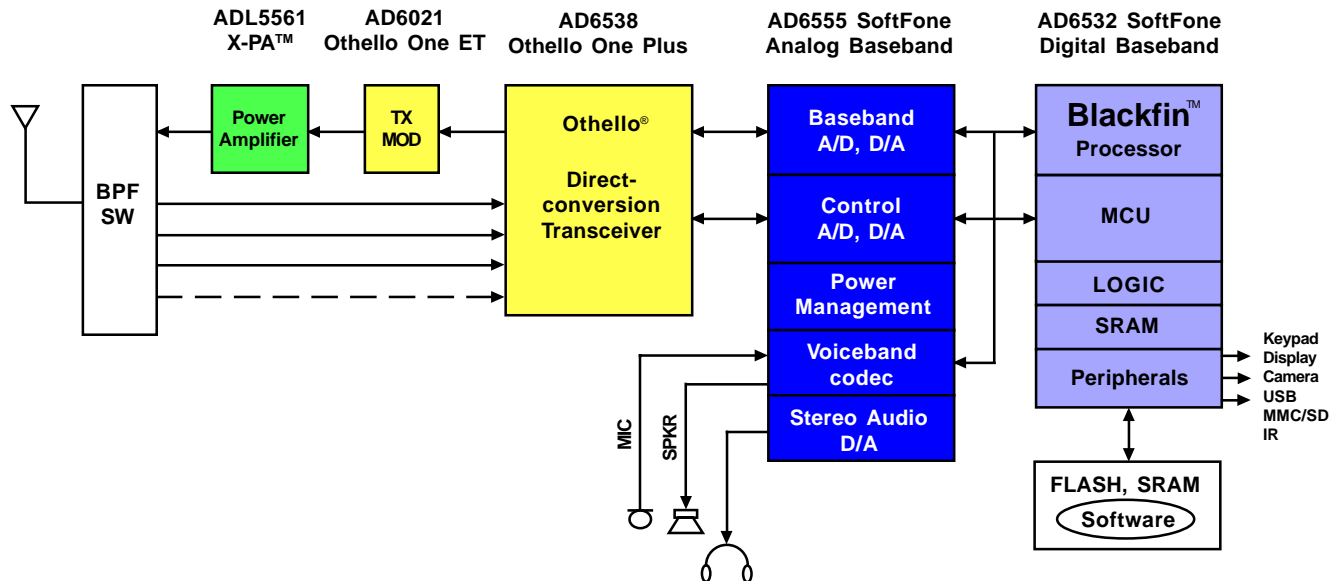 ADL5561
X-PA™
AD6021
Othello One ET
AD6538
Othello One Plus
AD6555 SoftFone
Analog Baseband
AD6532 SoftFone
Digital Baseband
BPF
SW
Power
Amplifier
TX
MOD
Othello®
Direct-
conversion
Transceiver
Baseband
A/D, D/A
Control
A/D, D/A
Power
Management
Voiceband
codec
Stereo Audio
D/A
Blackfin™
Processor
MCU
LOGIC
SRAM
Peripherals
Keypad
Display
Camera
USB
MMC/SD
IR
MIC
SPKR
FLASH, SRAM
Software